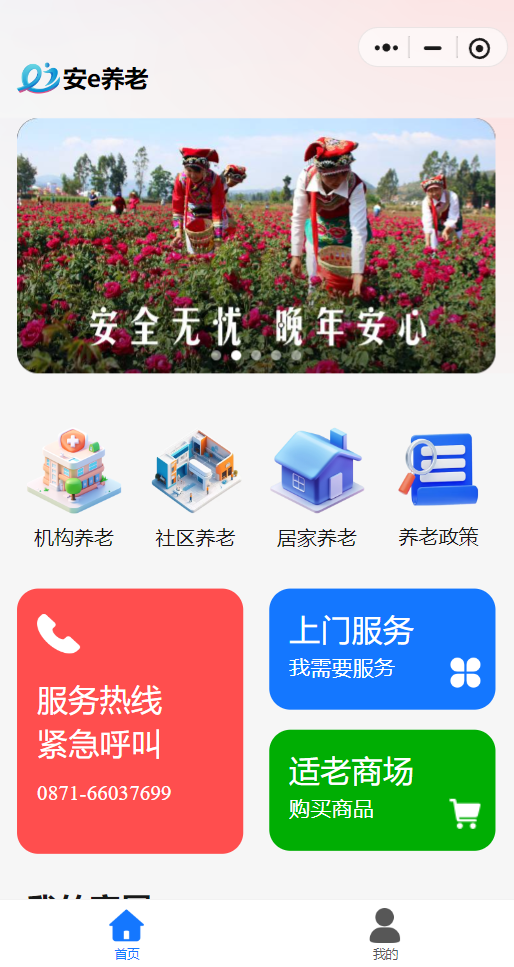 安e养老
安全无忧 晚年安心
机构养老
社区养老
居家养老
养老政策
服务热线
紧急呼叫
0871-66037699
上门服务
我需要服务
适老商场
购买商品
首页
我的